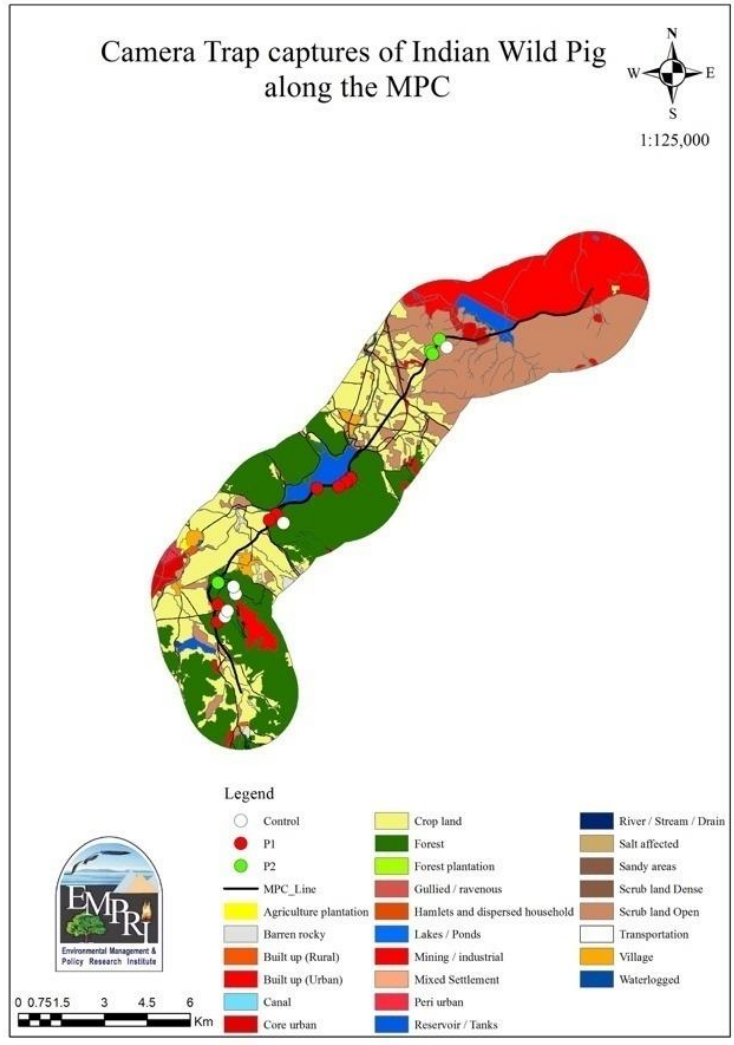 Camera Trap captures of Indian Wild Pig
along the MPC
N
W E
S
1:125,000
Legend
Control
P1
P2
MPC_Line
Agriculture plantation
Barren rocky
Built up (Rural)
Built up (Urban)
Canal
Core urban
Crop land
Forest
Forest plantation
Gullied / ravenous
Hamlets and dispersed household
Lakes / Ponds
Mining / industrial
Mixed Settlement
Peri urban
Reservoir / Tanks
River / Stream / Drain
Salt affected
Sandy areas
Scrub land Dense
Scrub land Open
Transportation
Village
Waterlogged
EMPRI
Environmental Management &
Policy Research Institute
0 0.75 1.5 3 4.5 6
Km